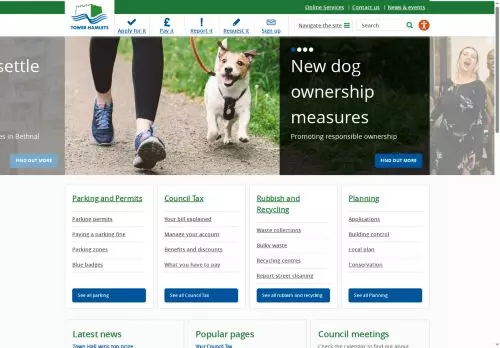 Online Services | Contact us | News & events
TOWER HAMLETS
Apply for it
Pay it
Report it
Request it
Sign up
Navigate the site
Search
settle
New dog
ownership
measures
Promoting responsible ownership
es in Bethnal
FIND OUT MORE
FIND OUT MORE
Parking and Permits
Parking permits
Paying a parking fine
Parking zones
Blue badges
See all parking
Council Tax
Your bill explained
Manage your account
Benefits and discounts
What you have to pay
See all Council Tax
Rubbish and
Recycling
Waste collections
Bulky waste
Recycling centres
Report street cleaning
See all rubbish and recycling
Planning
Applications
Building control
Local plan
Conservation
See all Planning
Latest news
Town Hall wins top prize
Popular pages
Your Council Tax
Council meetings
Check the calendar to find out about